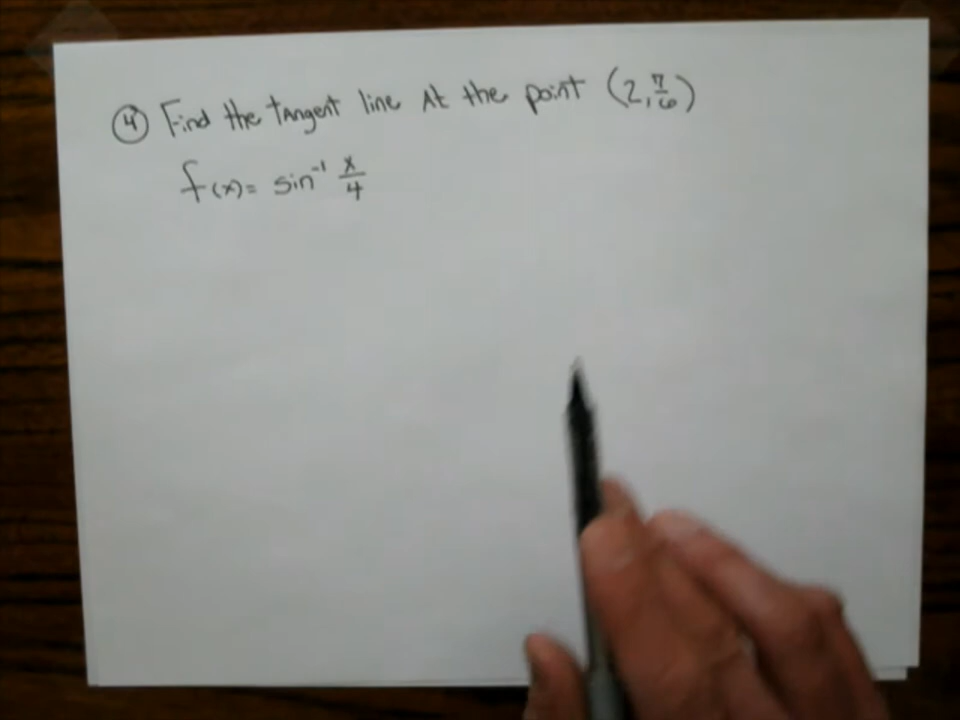 ④ Find the tangent line at the point (2, π/6)
f(x) = sin⁻¹ x/4